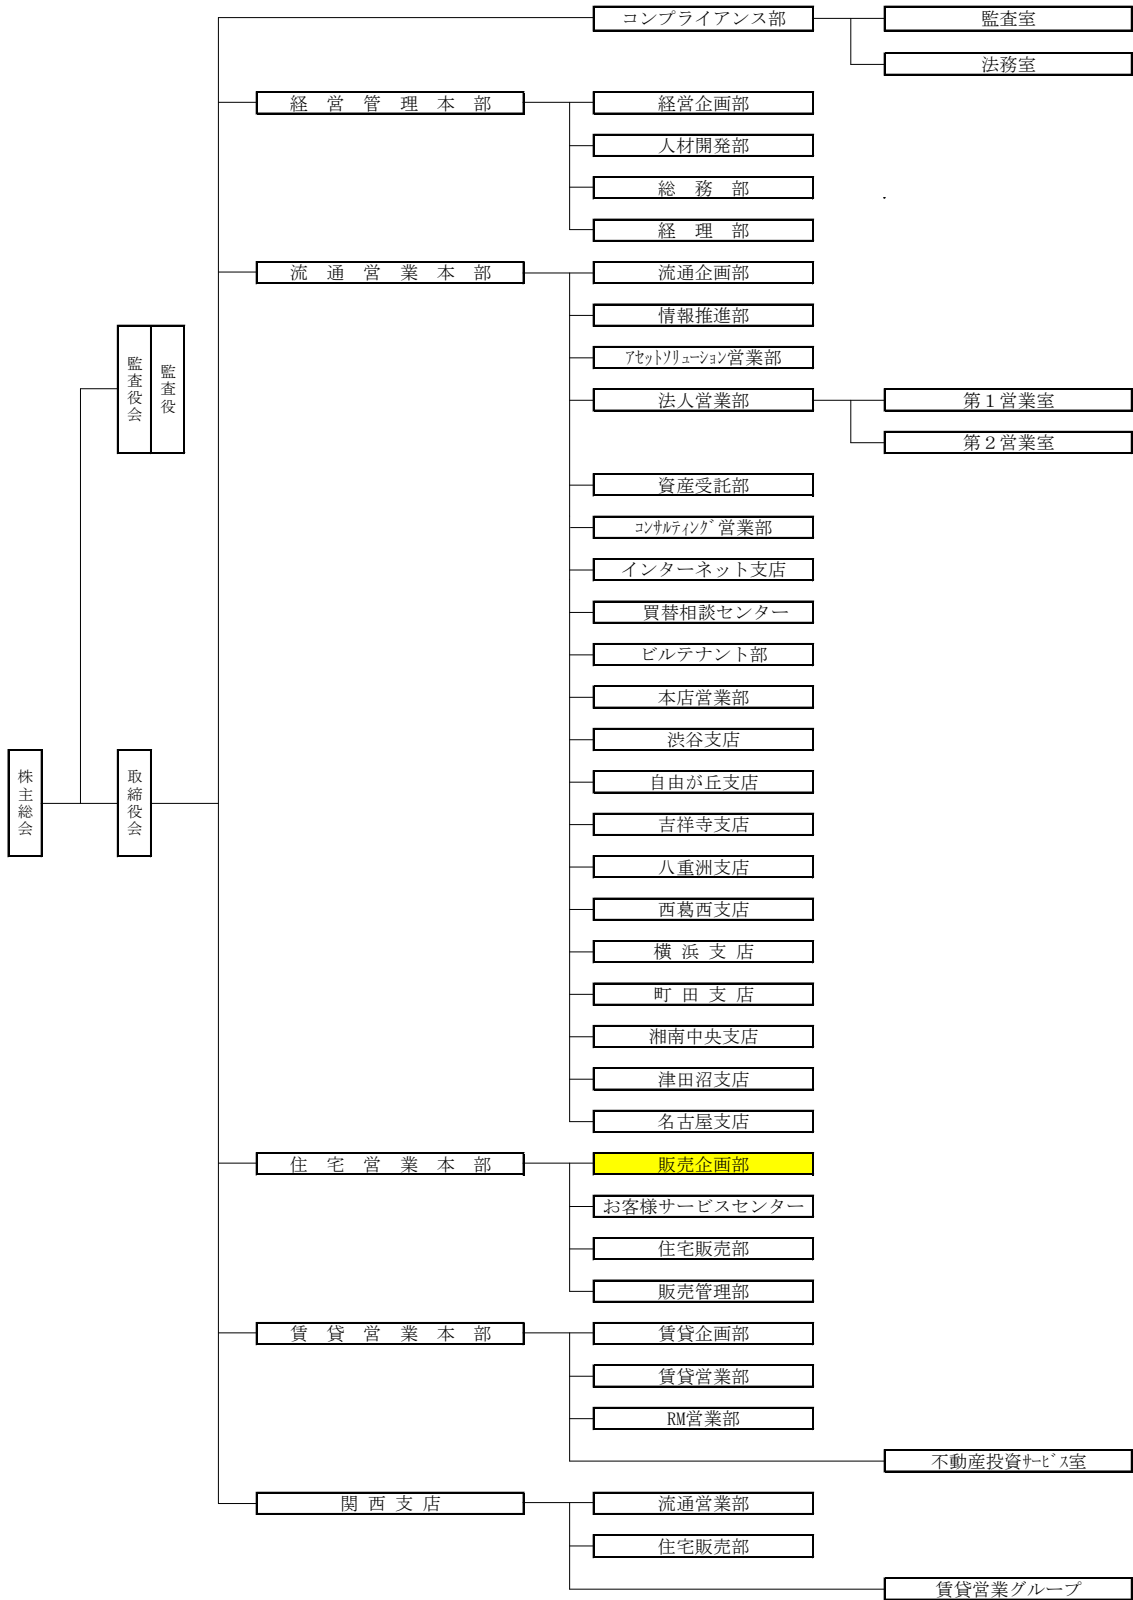 コンプライアンス部
監査室
法務室
経営管理本部
経営企画部
人材開発部
総務部
経理部
流通営業本部
流通企画部
情報推進部
ｱｾｯﾄｿﾘｭｰｼｮﾝ営業部
法人営業部
第１営業室
第２営業室
資産受託部
ｺﾝｻﾙﾃｨﾝｸﾞ営業部
インターネット支店
買替相談センター
ビルテナント部
本店営業部
渋谷支店
自由が丘支店
吉祥寺支店
八重洲支店
西葛西支店
横浜支店
町田支店
湘南中央支店
津田沼支店
名古屋支店
監査役会
監査役
株主総会
取締役会
住宅営業本部
販売企画部
お客様サービスセンター
住宅販売部
販売管理部
賃貸営業本部
賃貸企画部
賃貸営業部
RM営業部
不動産投資ｻｰﾋﾞｽ室
関西支店
流通営業部
住宅販売部
賃貸営業グループ